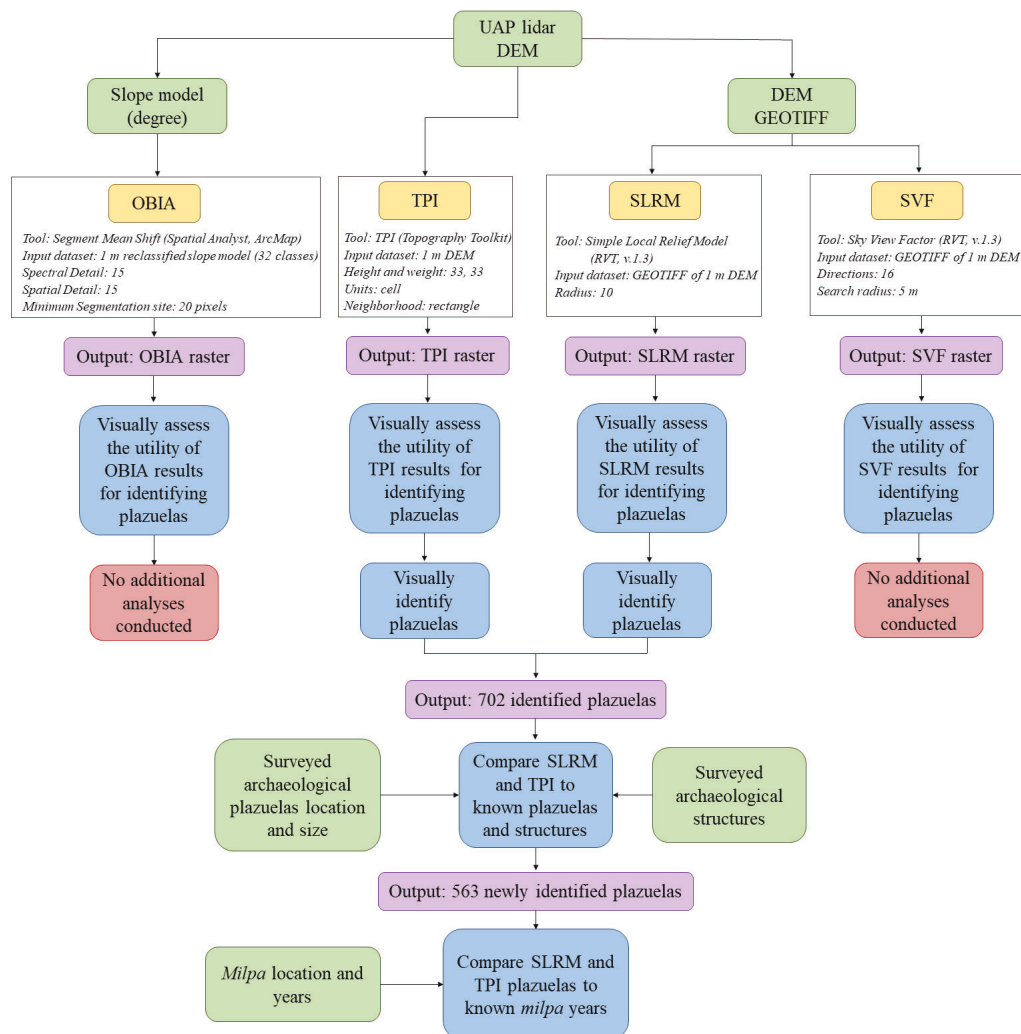 UAP lidar
DEM
Slope model
(degree)
DEM
GEOTIFF
OBIA
Tool: Segment Mean Shift (Spatial Analyst, ArcMap)
Input dataset: 1 m reclassified slope model (32 classes)
Spectral Detail: 15
Spatial Detail: 15
Minimum Segmentation site: 20 pixels
TPI
Tool: TPI (Topography Toolkit)
Input dataset: 1 m DEM
Height and weight: 33, 33
Units: cell
Neighborhood: rectangle
SLRM
Tool: Simple Local Relief Model
(RVT, v.1.3)
Input dataset: GEOTIFF of 1 m DEM
Radius: 10
SVF
Tool: Sky View Factor (RVT, v.1.3)
Input dataset: GEOTIFF of 1 m DEM
Directions: 16
Search radius: 5 m
Output: OBIA raster
Output: TPI raster
Output: SLRM raster
Output: SVF raster
Visually assess
the utility of
OBIA results
for identifying
plazuelas
Visually assess
the utility of
TPI results for
identifying
plazuelas
Visually assess
the utility of
SLRM results
for identifying
plazuelas
Visually assess
the utility of
SVF results for
identifying
plazuelas
No additional
analyses
conducted
Visually
identify
plazuelas
Visually
identify
plazuelas
No additional
analyses
conducted
Output: 702 identified plazuelas
Surveyed
archaeological
plazuelas location
and size
Compare SLRM
and TPI to
known plazuelas
and structures
Surveyed
archaeological
structures
Output: 563 newly identified plazuelas
Milpa location and
years
Compare SLRM and
TPI plazuelas to
known milpa years